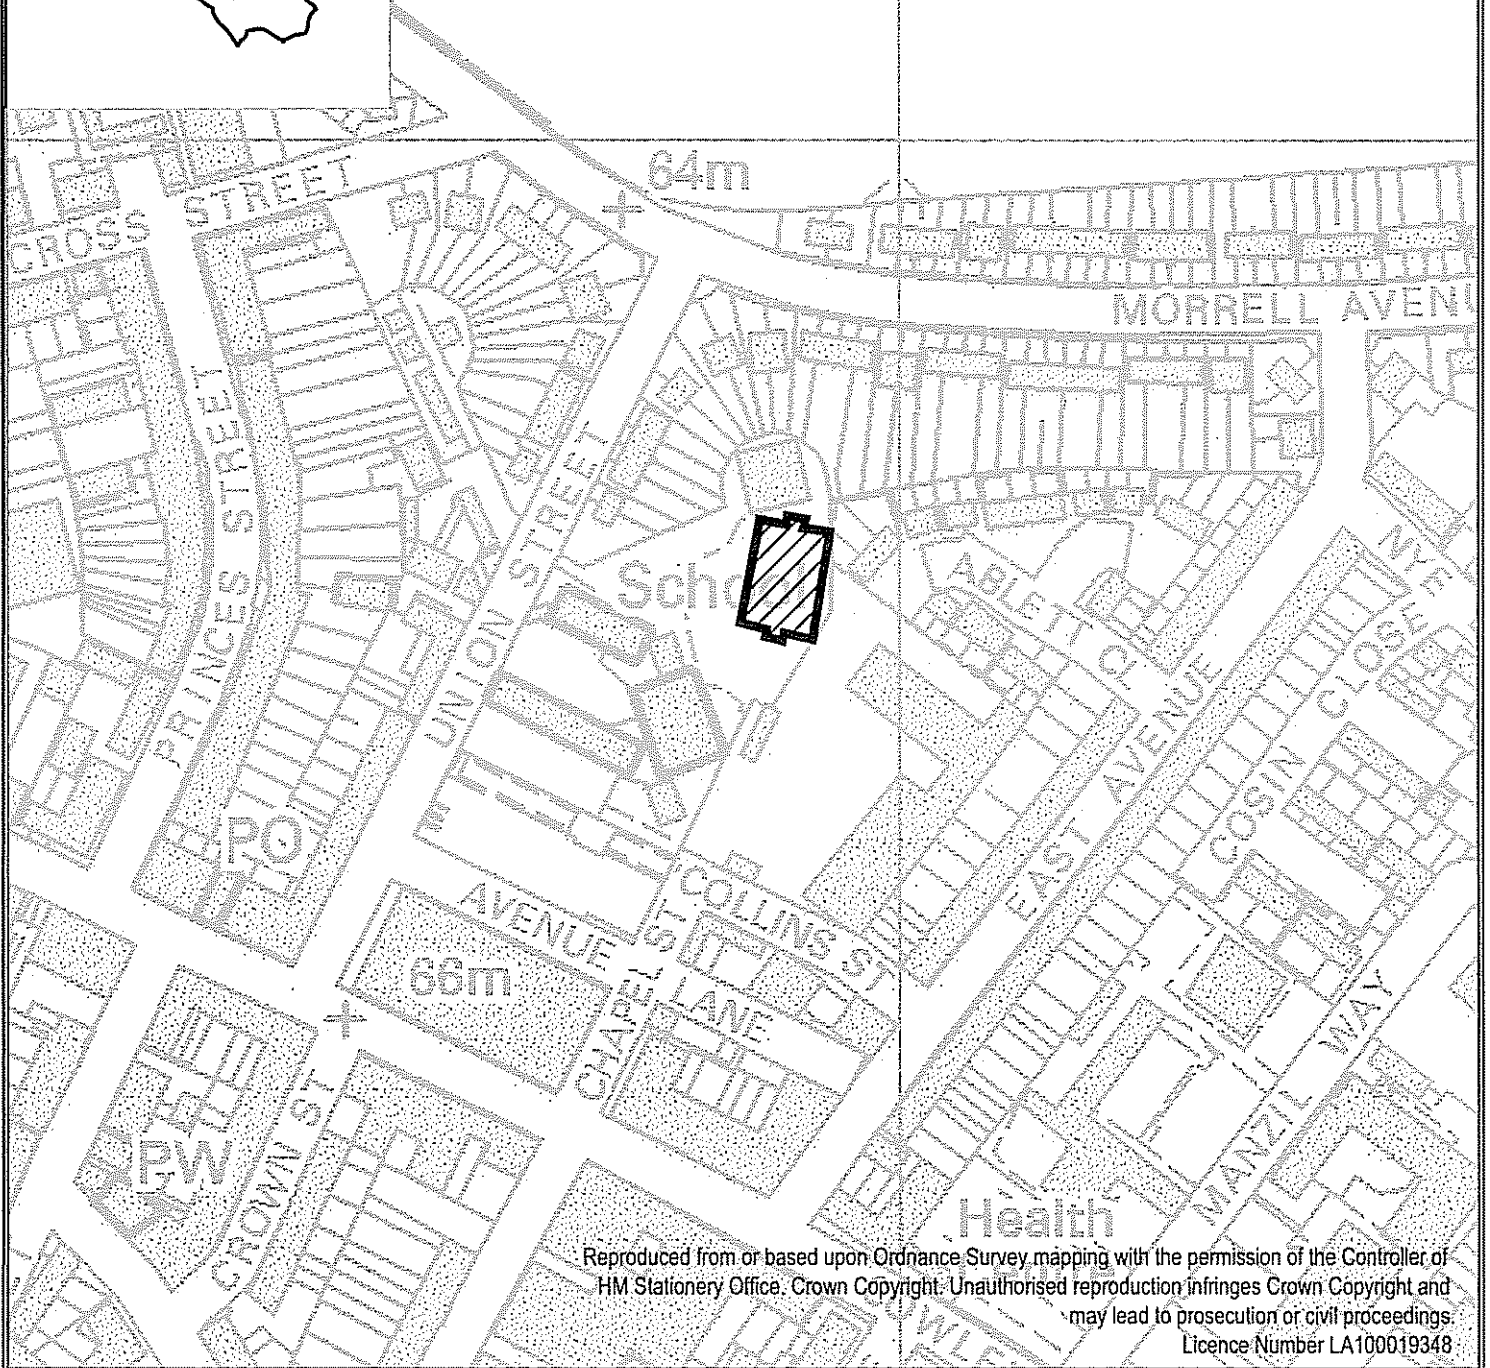 64m
CROSS STREET
MORRELL AVENU
PRINCES STREET
UNION STREET
ABLETT CL
NYE
CLOSE
EAST AVENUE
COSIN
PO
COLLINS ST
AVENUE LANE
CHAPEL ST
66m
MANZIL WAY
PW
CROWN ST
Health
Reproduced from or based upon Ordnance Survey mapping with the permission of the Controller of
HM Stationery Office. Crown Copyright. Unauthorised reproduction infringes Crown Copyright and
may lead to prosecution or civil proceedings.
Licence Number LA100019348